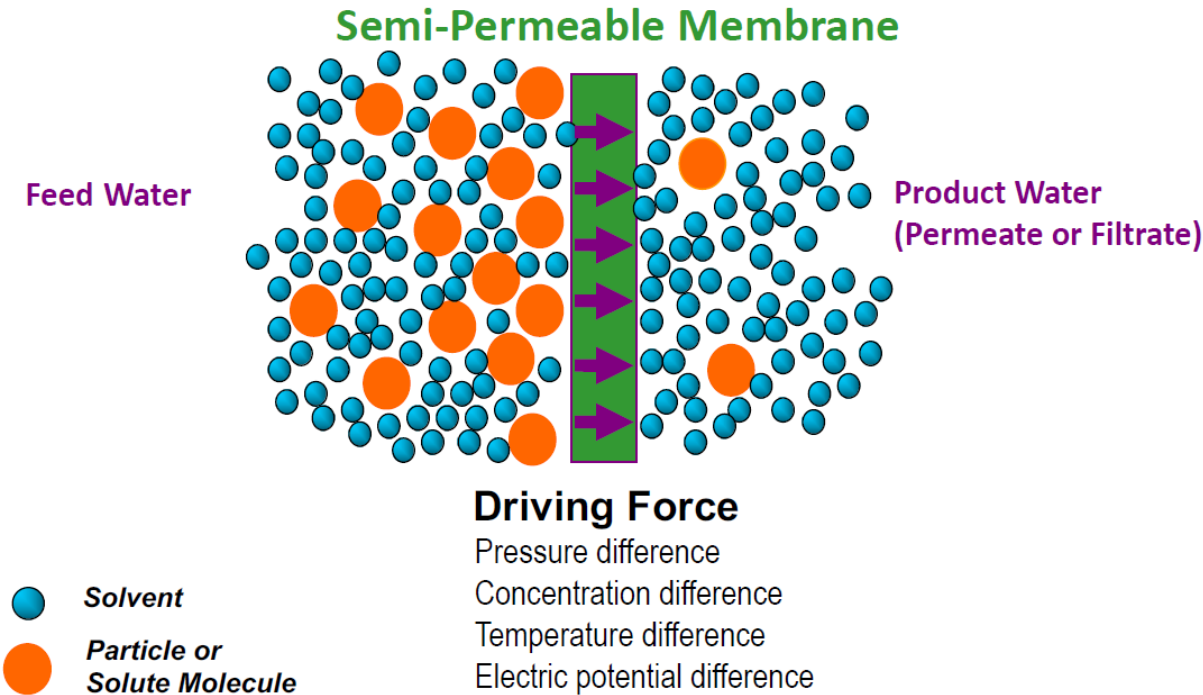 Semi-Permeable Membrane
Feed Water
Product Water
(Permeate or Filtrate)
Driving Force
Pressure difference
Concentration difference
Temperature difference
Electric potential difference
Solvent
Particle or
Solute Molecule